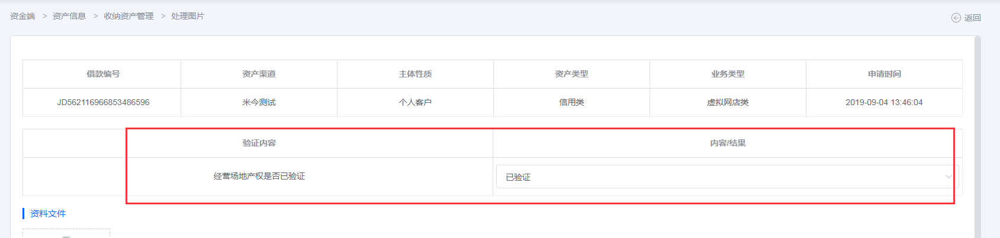 资金端 > 资产信息 > 收纳资产管理 > 处理图片
返回
借款编号 资产渠道 主体性质 资产类型 业务类型 申请时间
JD562116966853486596 米今测试 个人客户 信用类 虚拟网店类 2019-09-04 13:46:04
验证内容 内容/结果
经营场地产权是否已验证 已验证
资料文件